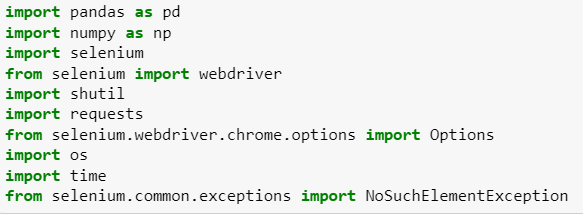 import pandas as pd
import numpy as np
import selenium
from selenium import webdriver
import shutil
import requests
from selenium.webdriver.chrome.options import Options
import os
import time
from selenium.common.exceptions import NoSuchElementException